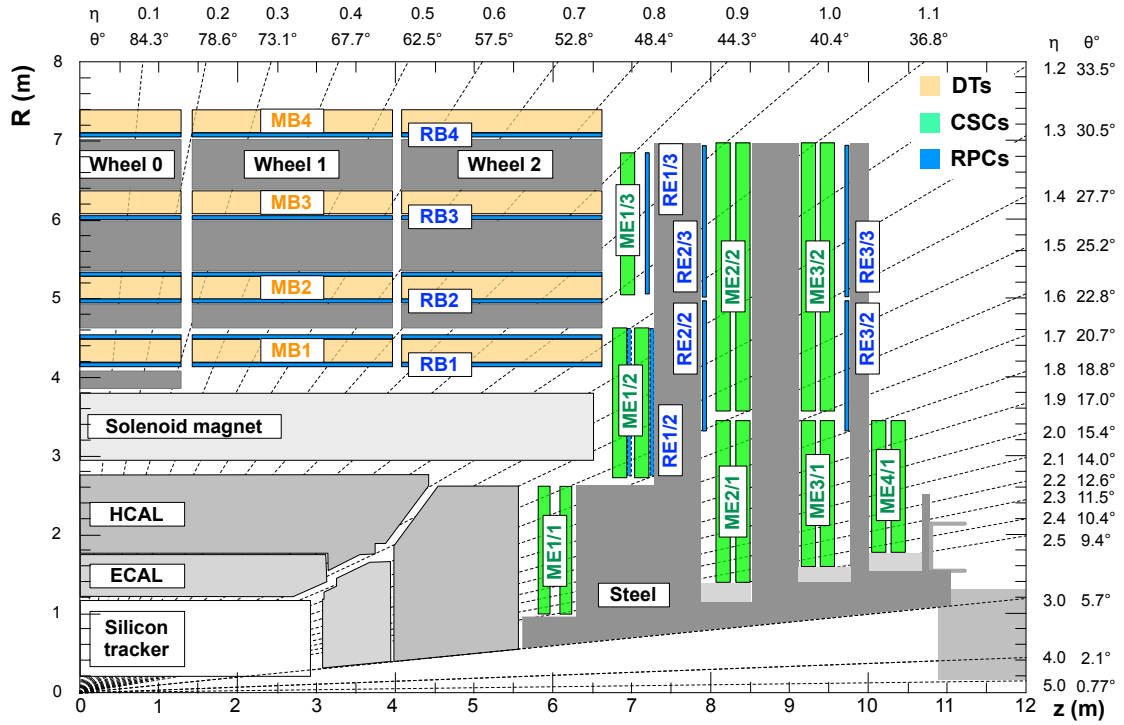 η 0.1 0.2 0.3 0.4 0.5 0.6 0.7 0.8 0.9 1.0 1.1
θ° 84.3° 78.6° 73.1° 67.7° 62.5° 57.5° 52.8° 48.4° 44.3° 40.4° 36.8° η θ°
R (m)
8
7
6
5
4
3
2
1
0
1.2 33.5°
1.3 30.5°
1.4 27.7°
1.5 25.2°
1.6 22.8°
1.7 20.7°
1.8 18.8°
1.9 17.0°
2.0 15.4°
2.1 14.0°
2.2 12.6°
2.3 11.5°
2.4 10.4°
2.5 9.4°
3.0 5.7°
4.0 2.1°
5.0 0.77°
DTs
CSCs
RPCs
MB4
RB4
Wheel 0
Wheel 1
Wheel 2
MB3
RB3
MB2
RB2
MB1
RB1
Solenoid magnet
HCAL
ECAL
Silicon
tracker
Steel
ME1/3
RE1/3
RE2/3
ME2/2
ME3/2
RE3/3
ME1/2
RE2/2
RE3/2
RE1/2
ME1/1
ME2/1
ME3/1
ME4/1
0 1 2 3 4 5 6 7 8 9 10 11 12
z (m)